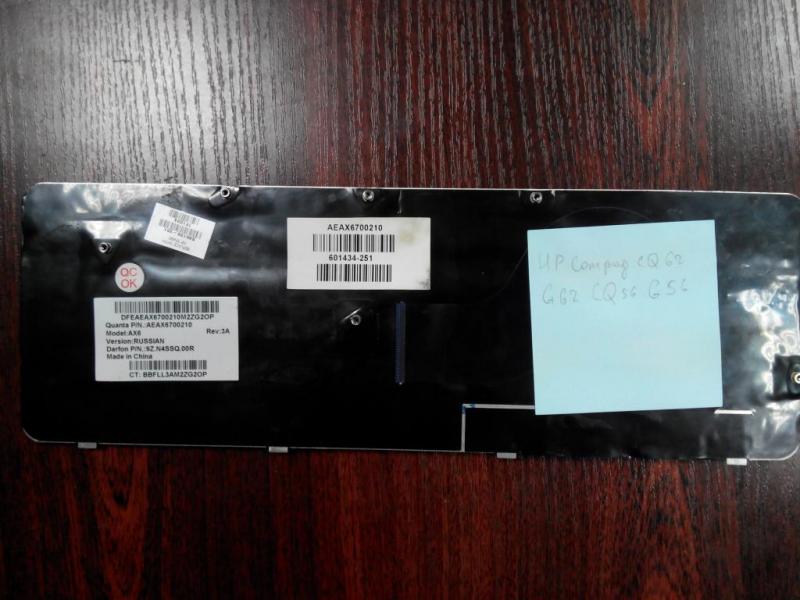 AEAX6700210
601434-251
QC
OK
DFEAEAX6700210M2ZG2OP
Quanta P/N.:AEAX6700210
Model:AX6
Rev:3A
Version:RUSSIAN
Darfon P/N.:9Z.N4SSQ.00R
Made in China
CT: BBFLL3AM2ZG2OP
HP Compaq CQ62
G62 CQ56 G56